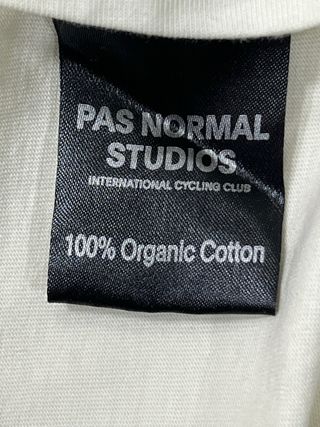 PAS NORMAL
STUDIOS
INTERNATIONAL CYCLING CLUB
100% Organic Cotton